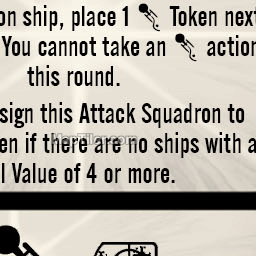 on ship, place 1 Token next
You cannot take an action
this round.
sign this Attack Squadron to
en if there are no ships with a
l Value of 4 or more.